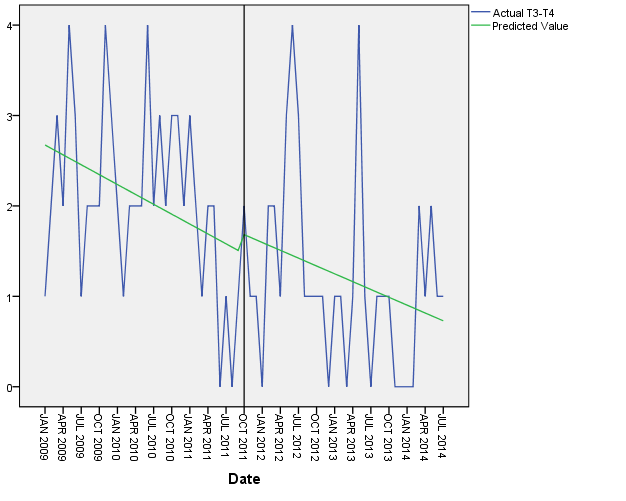 Actual T3-T4
Predicted Value
4
3
2
1
0
JAN 2009
APR 2009
JUL 2009
OCT 2009
JAN 2010
APR 2010
JUL 2010
OCT 2010
JAN 2011
APR 2011
JUL 2011
OCT 2011
JAN 2012
APR 2012
JUL 2012
OCT 2012
JAN 2013
APR 2013
JUL 2013
OCT 2013
JAN 2014
APR 2014
JUL 2014
Date